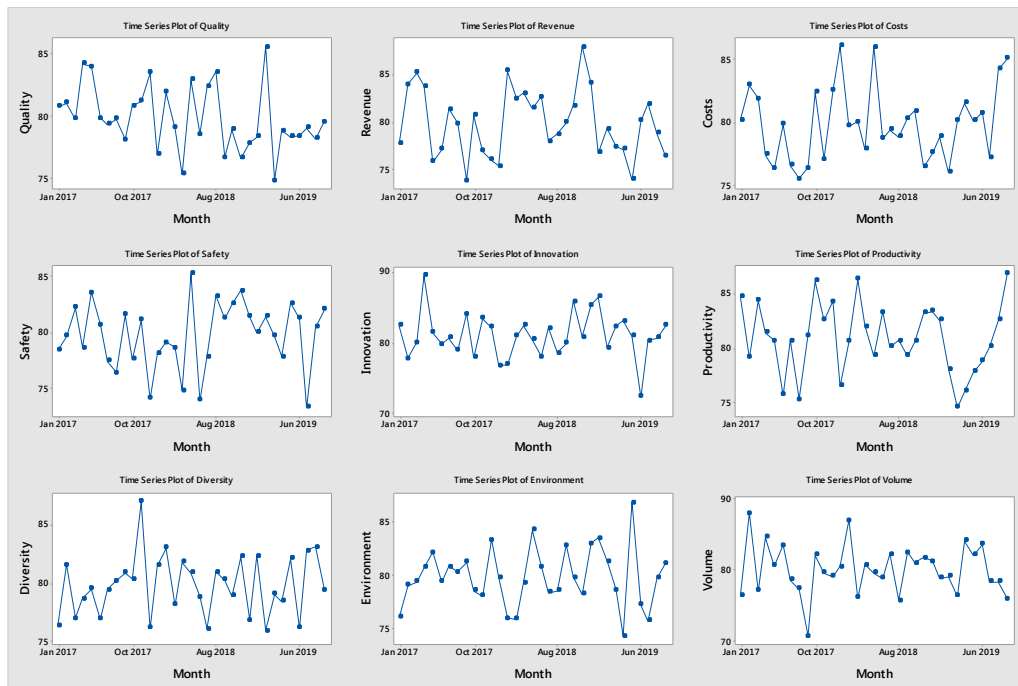 Time Series Plot of Quality
Quality
85
80
75
Jan 2017 Oct 2017 Aug 2018 Jun 2019
Month
Time Series Plot of Revenue
Revenue
85
80
75
Jan 2017 Oct 2017 Aug 2018 Jun 2019
Month
Time Series Plot of Costs
Costs
85
80
75
Jan 2017 Oct 2017 Aug 2018 Jun 2019
Month
Time Series Plot of Safety
Safety
85
80
75
Jan 2017 Oct 2017 Aug 2018 Jun 2019
Month
Time Series Plot of Innovation
Innovation
90
80
70
Jan 2017 Oct 2017 Aug 2018 Jun 2019
Month
Time Series Plot of Productivity
Productivity
85
80
75
Jan 2017 Oct 2017 Aug 2018 Jun 2019
Month
Time Series Plot of Diversity
Diversity
85
80
75
Jan 2017 Oct 2017 Aug 2018 Jun 2019
Month
Time Series Plot of Environment
Environment
85
80
75
Jan 2017 Oct 2017 Aug 2018 Jun 2019
Month
Time Series Plot of Volume
Volume
90
80
70
Jan 2017 Oct 2017 Aug 2018 Jun 2019
Month